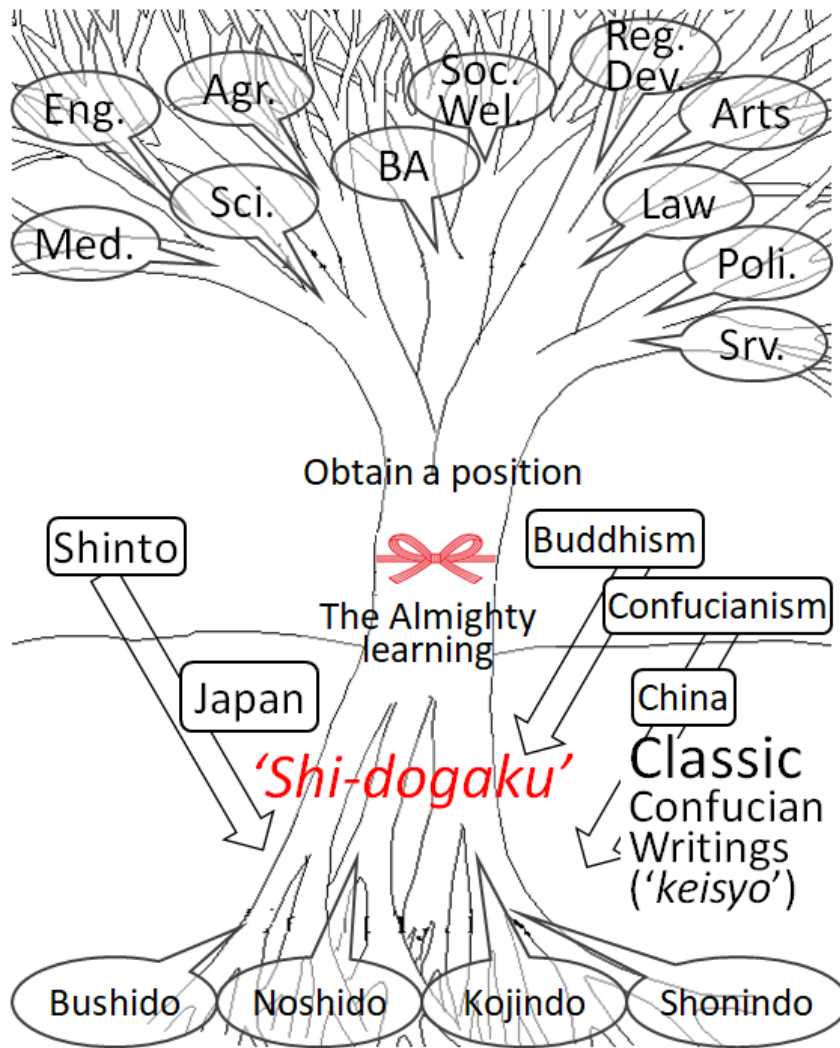 Reg.
Dev.
Soc.
Wel.
Agr.
Eng.
Arts
BA
Sci.
Law
Med.
Poli.
Srv.
Obtain a position
Shinto
Buddhism
The Almighty
learning
Confucianism
Japan
China
‘Shi-dogaku’
Classic
Confucian
Writings
(‘keisyo’)
Bushido
Noshido
Kojindo
Shonindo